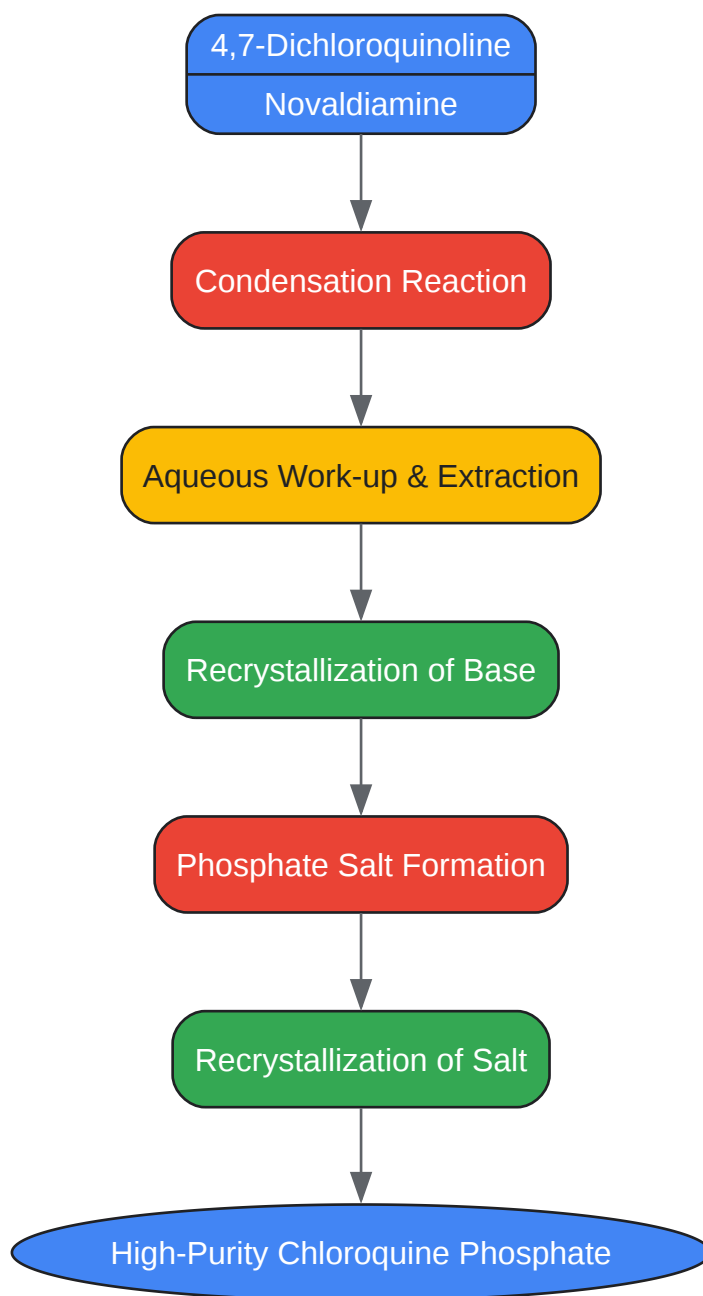 4,7-Dichloroquinoline
Novaldiamine
Condensation Reaction
Aqueous Work-up & Extraction
Recrystallization of Base
Phosphate Salt Formation
Recrystallization of Salt
High-Purity Chloroquine Phosphate